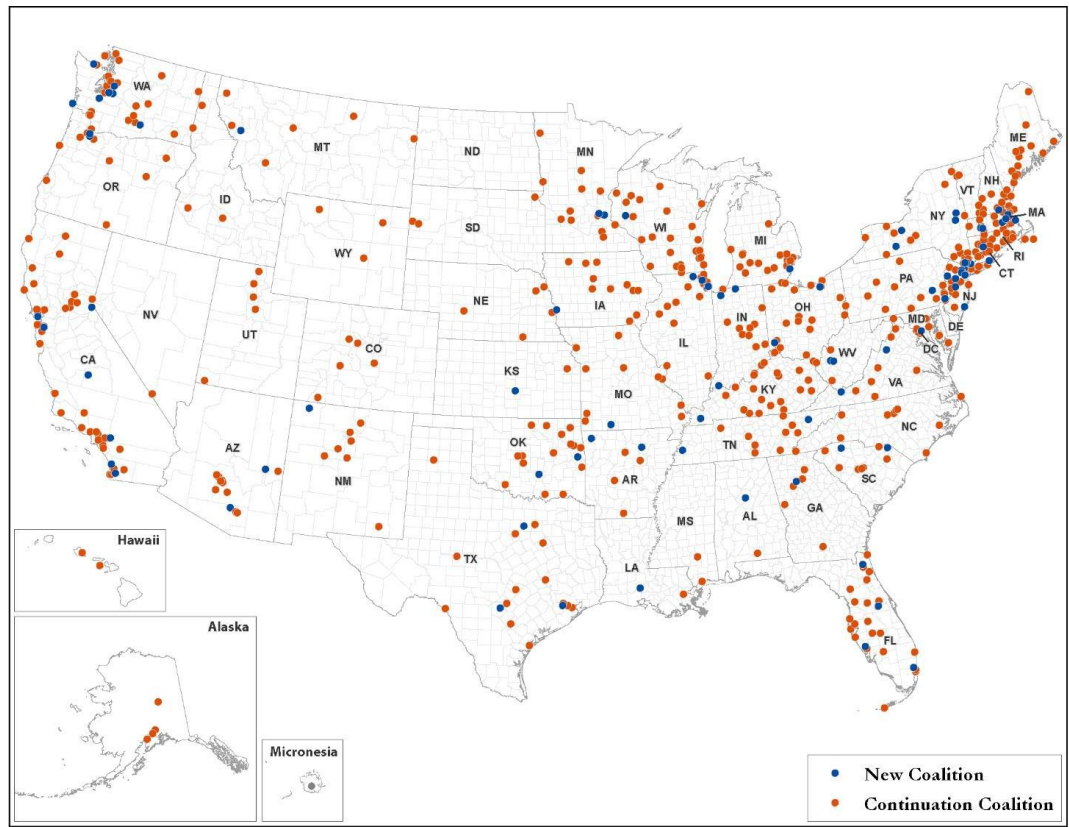 WA
MT
ND
MN
ME
OR
ID
SD
WI
MI
VT
NH
NY
MA
RI
CT
WY
NE
IA
PA
NJ
NV
UT
CO
IL
IN
OH
MD
DE
DC
WV
CA
KS
MO
KY
VA
AZ
NM
OK
AR
TN
NC
SC
TX
LA
MS
AL
GA
FL
Hawaii
Alaska
Micronesia
New Coalition
Continuation Coalition